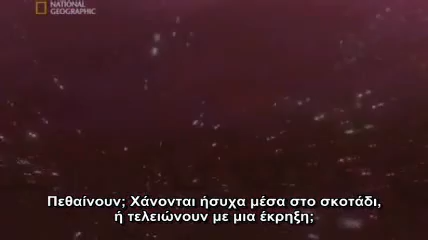 NATIONAL
GEOGRAPHIC
Πεθαίνουν; Χάνονται ήσυχα μέσα στο σκοτάδι,
ή τελειώνουν με μια έκρηξη;